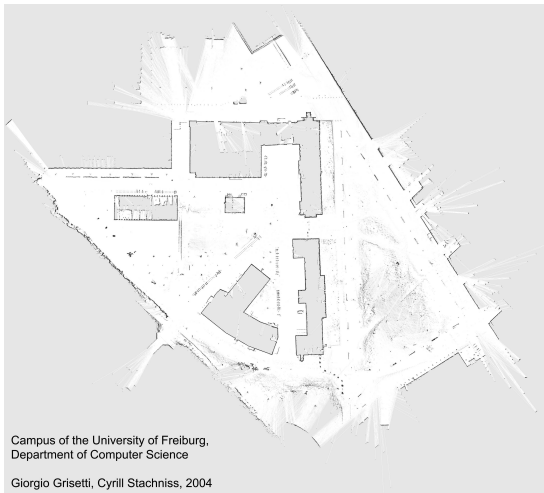 Campus of the University of Freiburg,
Department of Computer Science
Giorgio Grisetti, Cyrill Stachniss, 2004